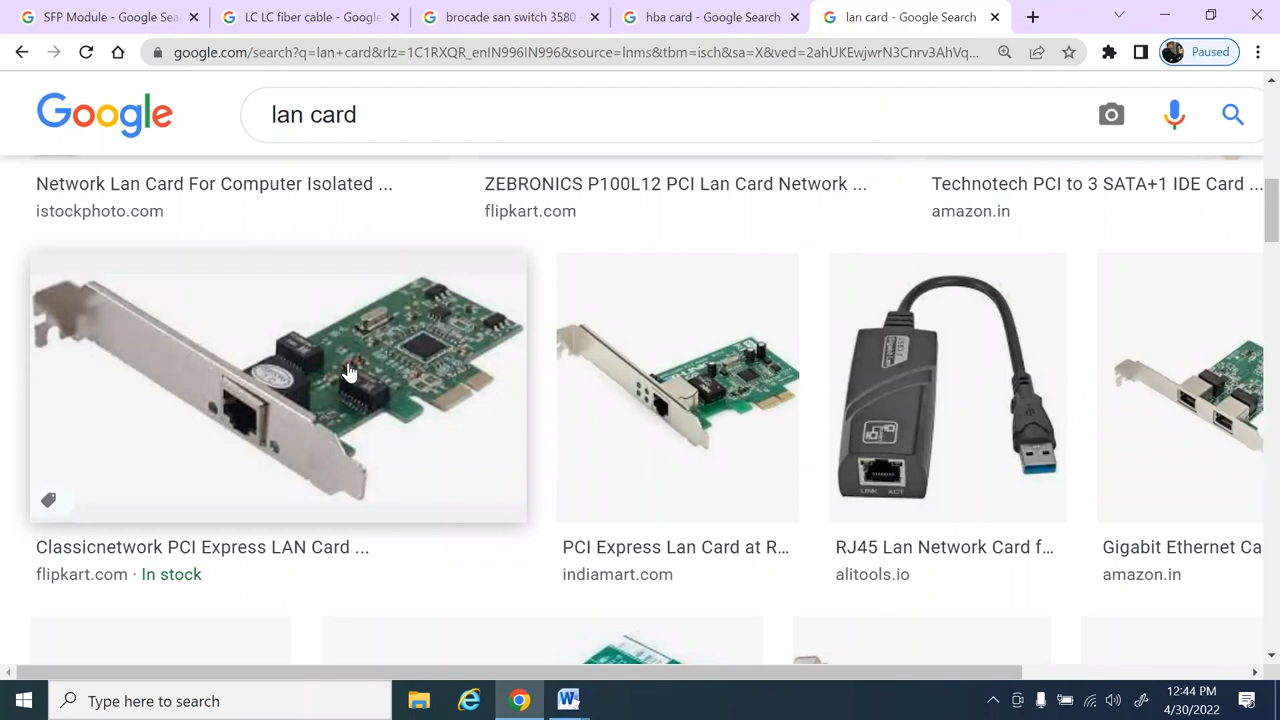 SFP Module - Google Sea
LC LC fiber cable - Google
brocade san switch 3580
hba card - Google Search
lan card - Google Search
google.com/search?q=lan+card&rlz=1C1RXQR_enIN996IN996&source=lnms&tbm=isch&sa=X&ved=2ahUKEwjwrN3Cnrv3AhVq...
Paused
Google
lan card
Network Lan Card For Computer Isolated ...
istockphoto.com
ZEBRONICS P100L12 PCI Lan Card Network ...
flipkart.com
Technotech PCI to 3 SATA+1 IDE Card ...
amazon.in
LINK ACT
Classicnetwork PCI Express LAN Card ...
flipkart.com · In stock
PCI Express Lan Card at R...
indiamart.com
RJ45 Lan Network Card f...
alitools.io
Gigabit Ethernet Ca
amazon.in
Type here to search
12:44 PM
4/30/2022